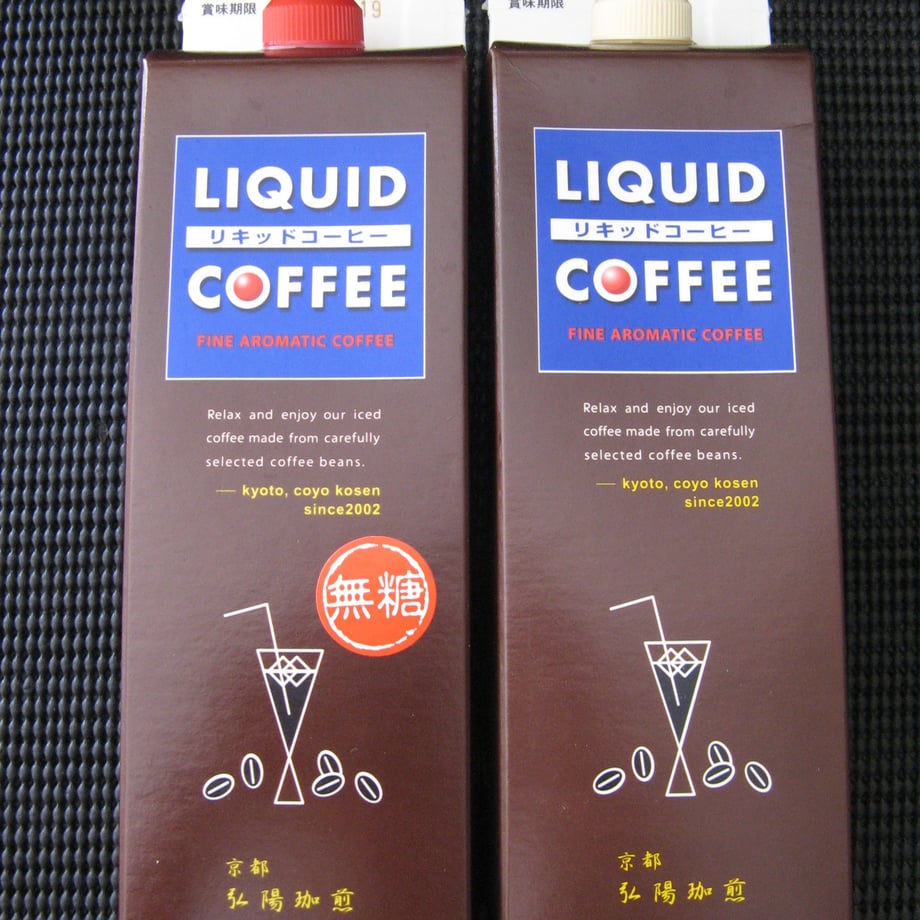 賞味期限
19
LIQUID
リキッドコーヒー
COFFEE
FINE AROMATIC COFFEE
Relax and enjoy our iced
coffee made from carefully
selected coffee beans.
— kyoto, coyo kosen
since2002
無糖
京都
弘陽珈煎
賞味期限
LIQUID
リキッドコーヒー
COFFEE
FINE AROMATIC COFFEE
Relax and enjoy our iced
coffee made from carefully
selected coffee beans.
— kyoto, coyo kosen
since2002
京都
弘陽珈煎